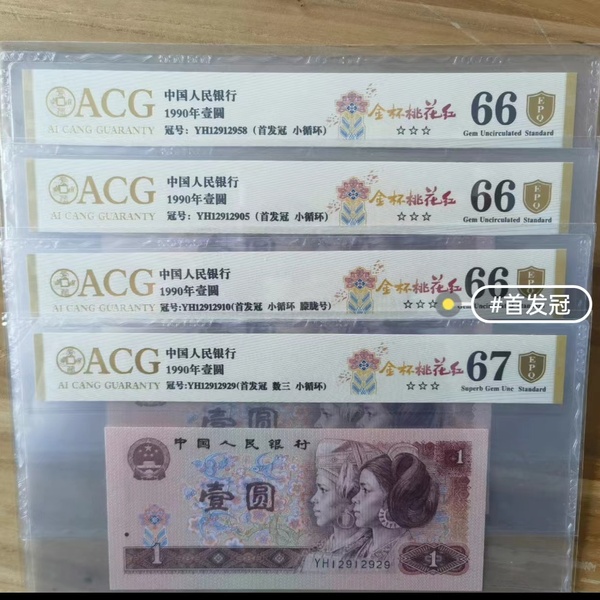 ACG
AI CANG GUARANTY
中国人民银行
1990年壹圆
冠号: YH12912958 (首发冠 小循环)
金杯桃花红
☆☆☆
66
Gem Uncirculated Standard
EPQ
ACG
AI CANG GUARANTY
中国人民银行
1990年壹圆
冠号: YH12912905 (首发冠 小循环)
金杯桃花红
☆☆☆
66
Gem Uncirculated Standard
EPQ
ACG
AI CANG GUARANTY
中国人民银行
1990年壹圆
冠号:YH12912910(首发冠 小循环 朦胧号)
金杯桃花红
☆☆☆
66
#首发冠
ACG
AI CANG GUARANTY
中国人民银行
1990年壹圆
冠号:YH12912929(首发冠 数三 小循环)
金杯桃花红
☆☆☆
67
Superb Gem Unc Standard
EPQ
中国人民银行
壹圆
1
1
1
YH12912929